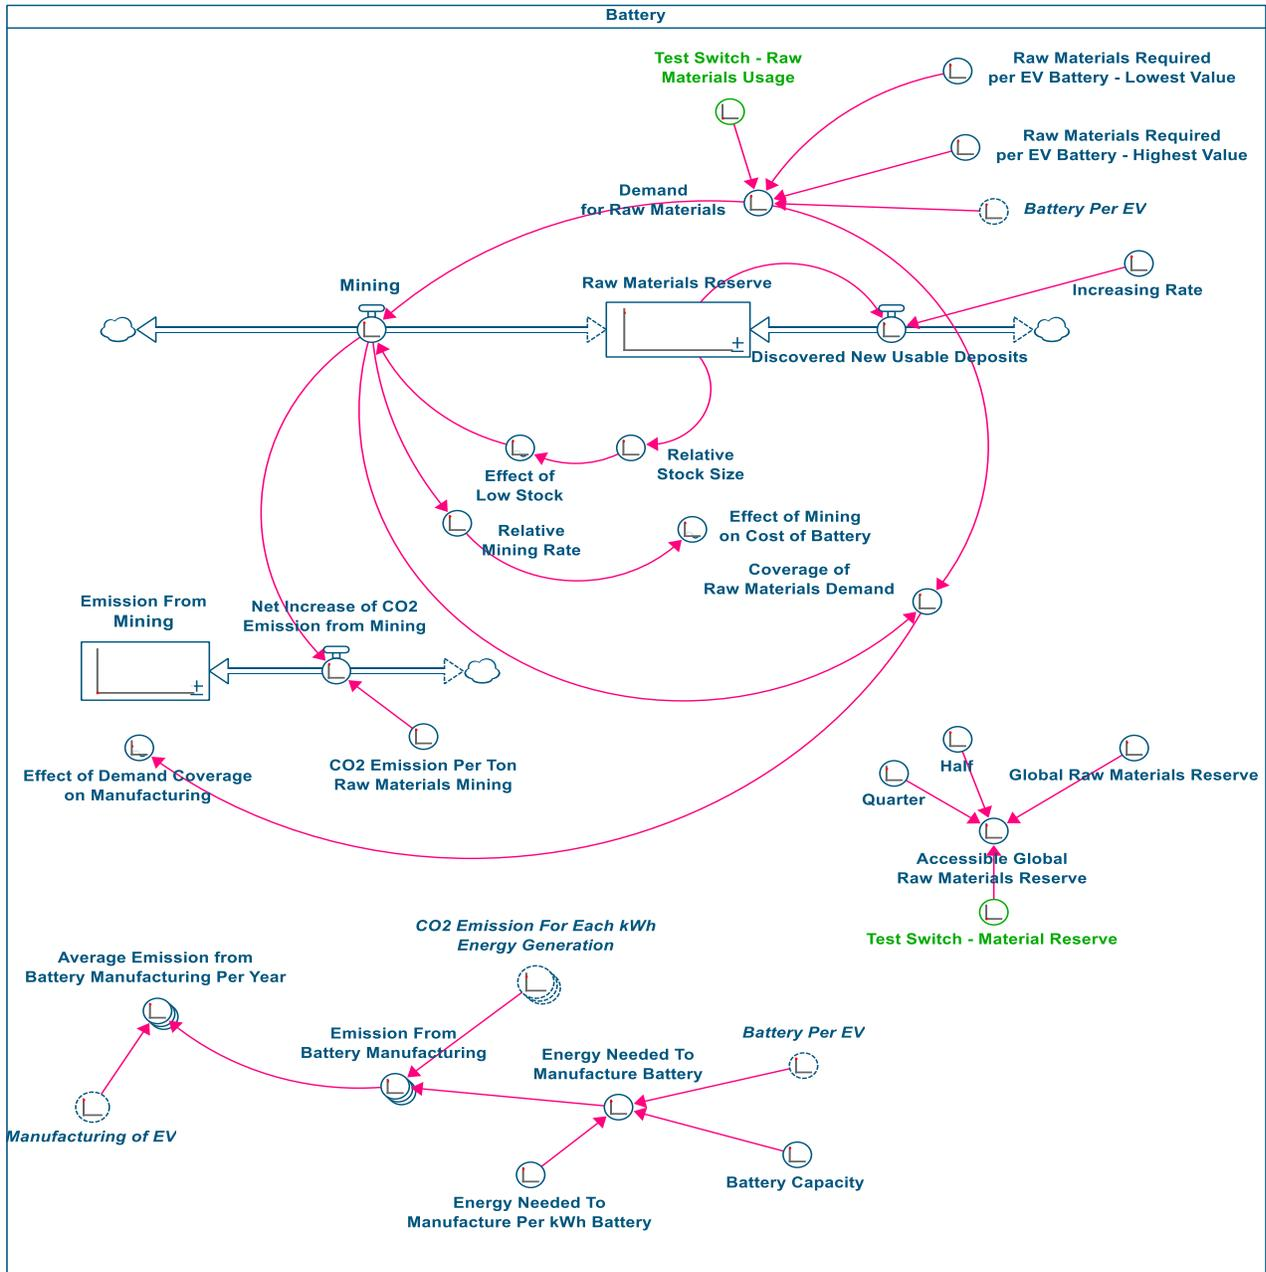 Battery
Test Switch - Raw
Materials Usage
Raw Materials Required
per EV Battery - Lowest Value
Raw Materials Required
per EV Battery - Highest Value
Demand
for Raw Materials
Battery Per EV
Mining
Raw Materials Reserve
Increasing Rate
Discovered New Usable Deposits
Effect of
Low Stock
Relative
Stock Size
Relative
Mining Rate
Effect of Mining
on Cost of Battery
Coverage of
Raw Materials Demand
Emission From
Mining
Net Increase of CO2
Emission from Mining
CO2 Emission Per Ton
Raw Materials Mining
Effect of Demand Coverage
on Manufacturing
Half
Quarter
Global Raw Materials Reserve
Accessible Global
Raw Materials Reserve
Test Switch - Material Reserve
CO2 Emission For Each kWh
Energy Generation
Average Emission from
Battery Manufacturing Per Year
Emission From
Battery Manufacturing
Energy Needed To
Manufacture Battery
Battery Per EV
Manufacturing of EV
Battery Capacity
Energy Needed To
Manufacture Per kWh Battery